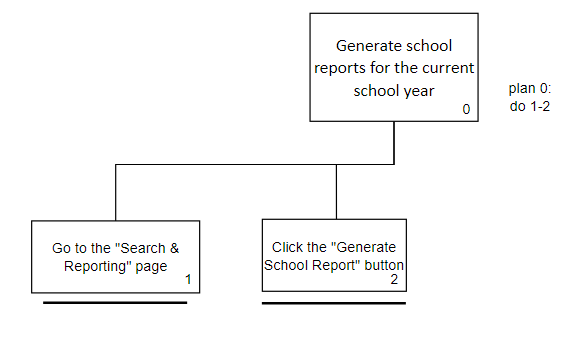 Generate school
reports for the current
school year
0
plan 0:
do 1-2
Go to the "Search &
Reporting" page
1
Click the "Generate
School Report" button
2